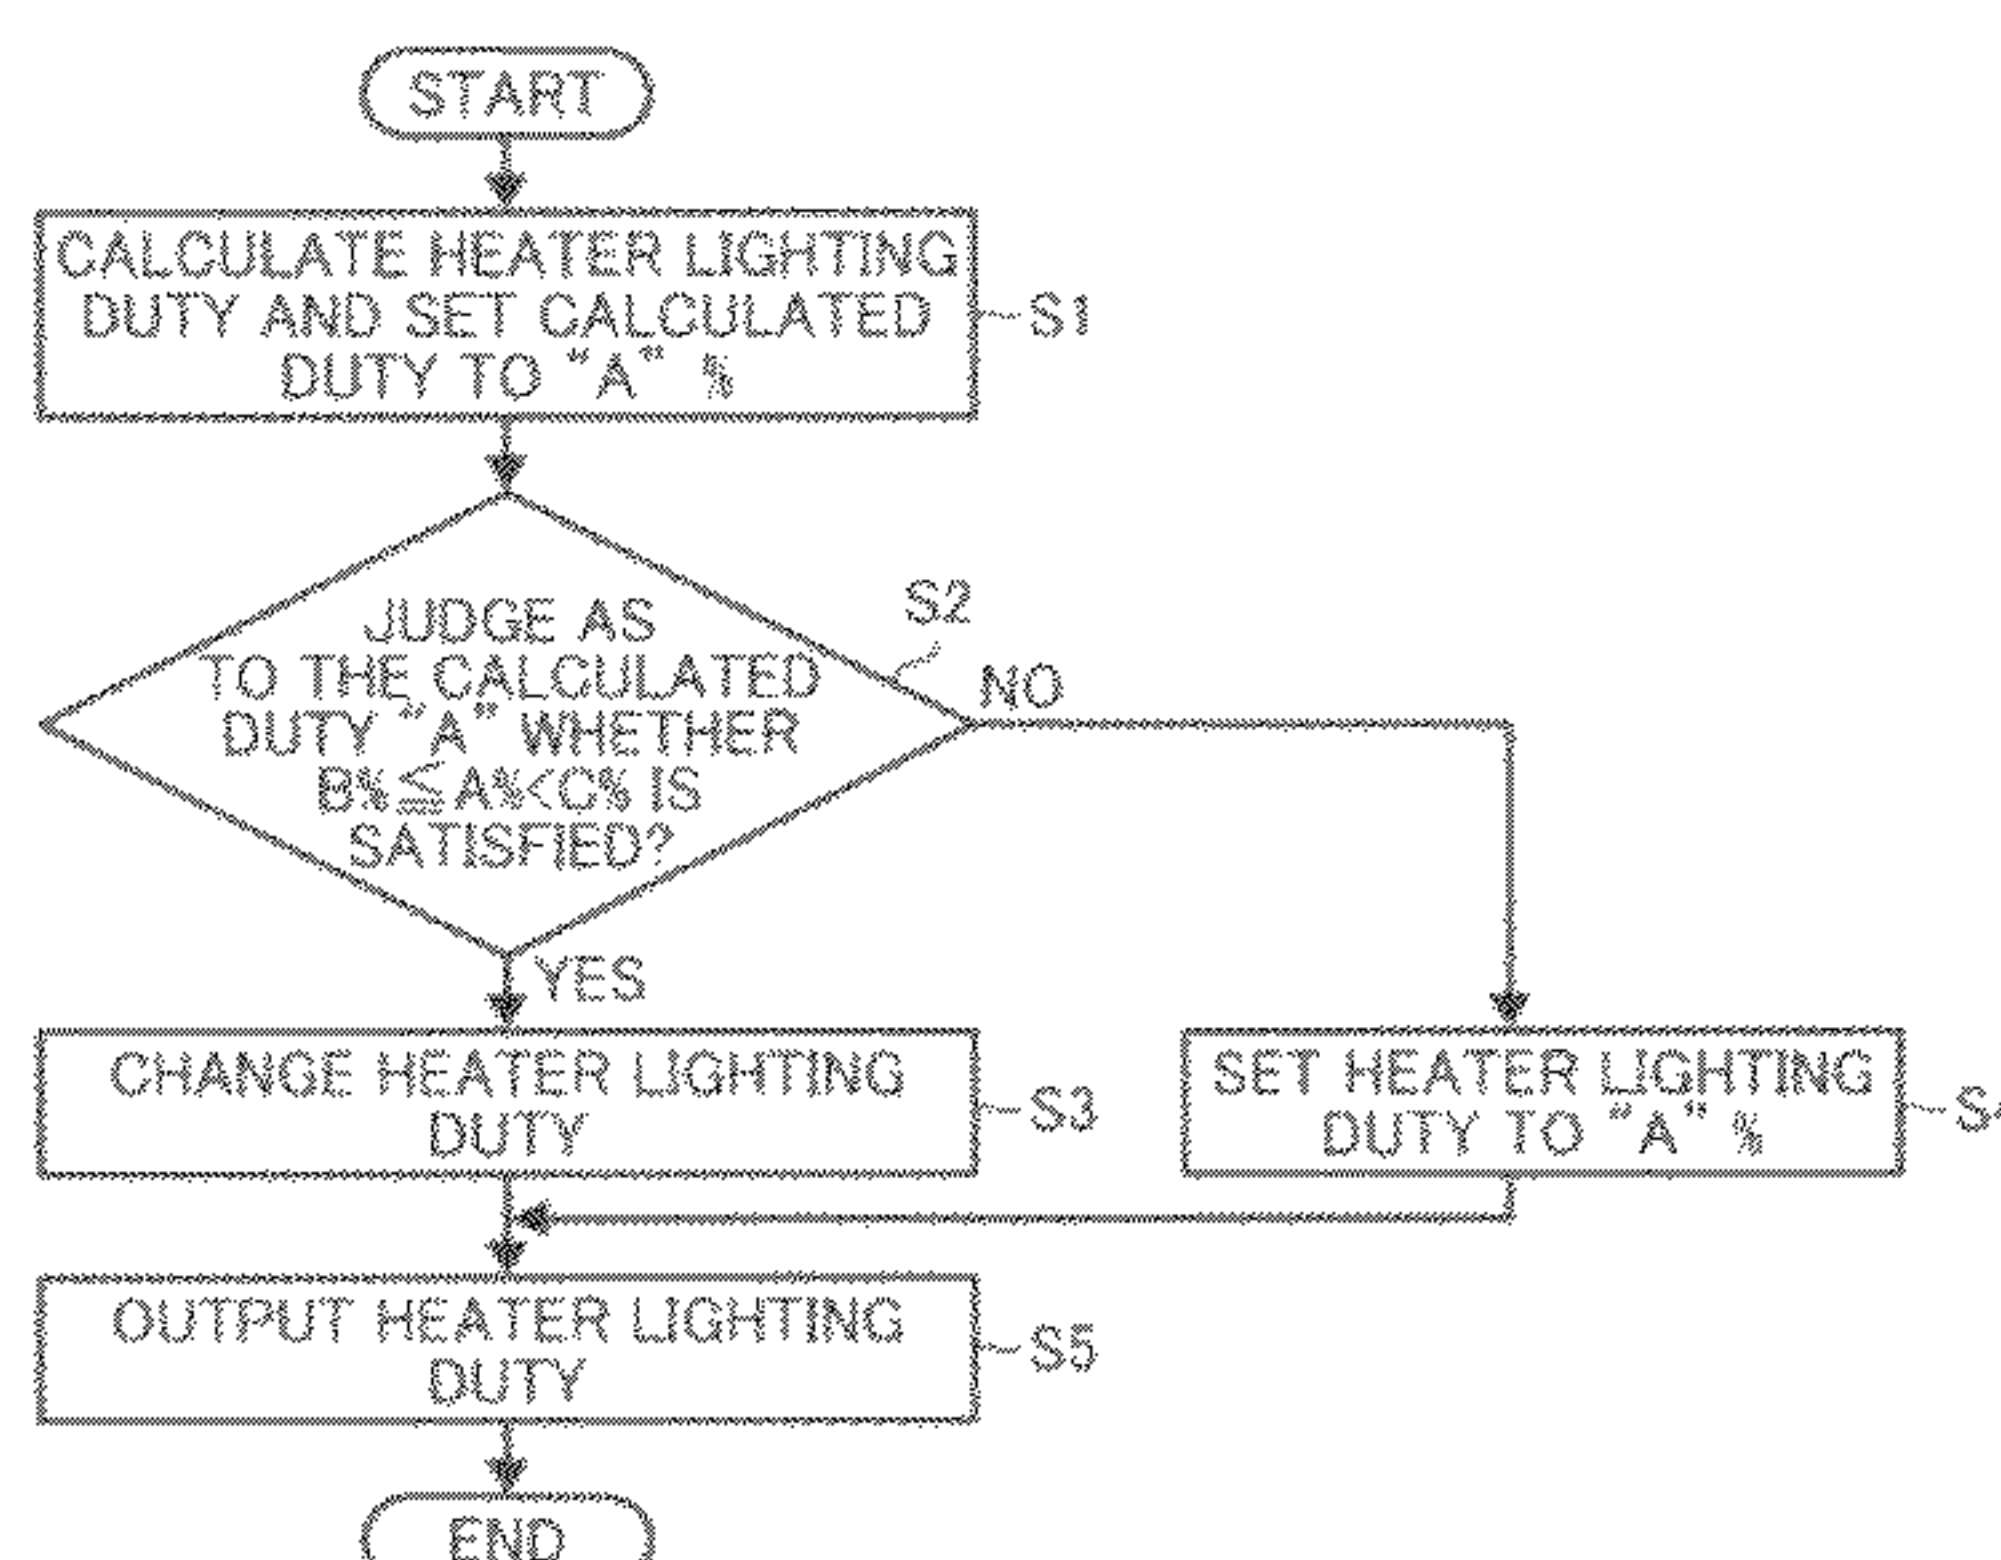 START
CALCULATE HEATER LIGHTING
DUTY AND SET CALCULATED
DUTY TO "A" %
S1
JUDGE AS
TO THE CALCULATED
DUTY "A" WHETHER
B%≦A%<C% IS
SATISFIED?
S2
NO
YES
CHANGE HEATER LIGHTING
DUTY
S3
SET HEATER LIGHTING
DUTY TO "A" %
OUTPUT HEATER LIGHTING
DUTY
S5
END